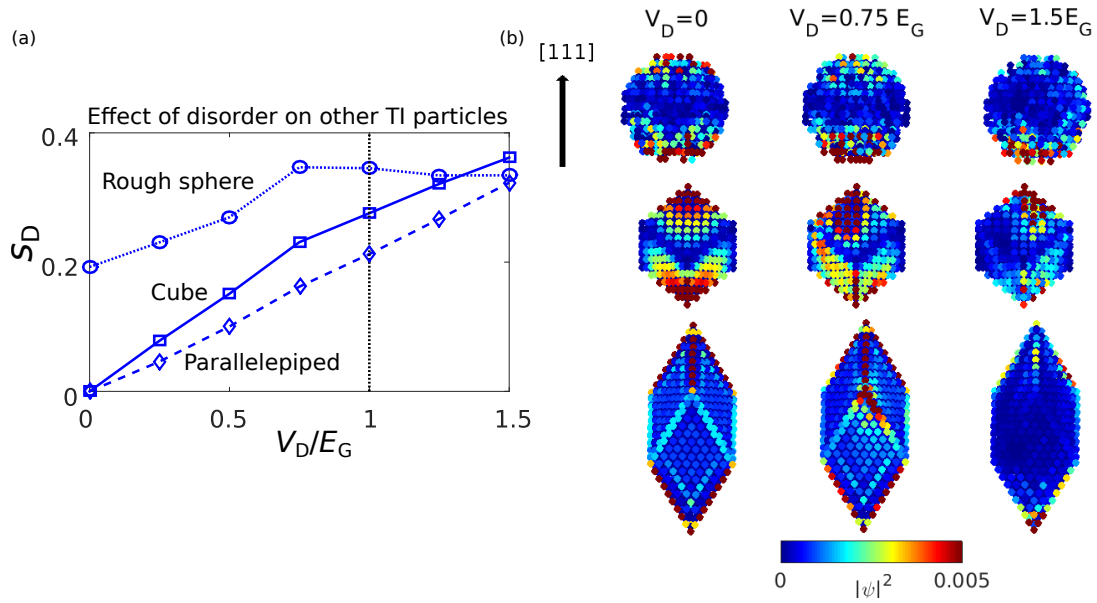 (a)
Effect of disorder on other TI particles
0.4
0.2
0
S_D
Rough sphere
Cube
Parallelepiped
0
0.5
1
1.5
V_D/E_G
(b)
[111]
V_D=0
V_D=0.75 E_G
V_D=1.5E_G
0
|ψ|²
0.005